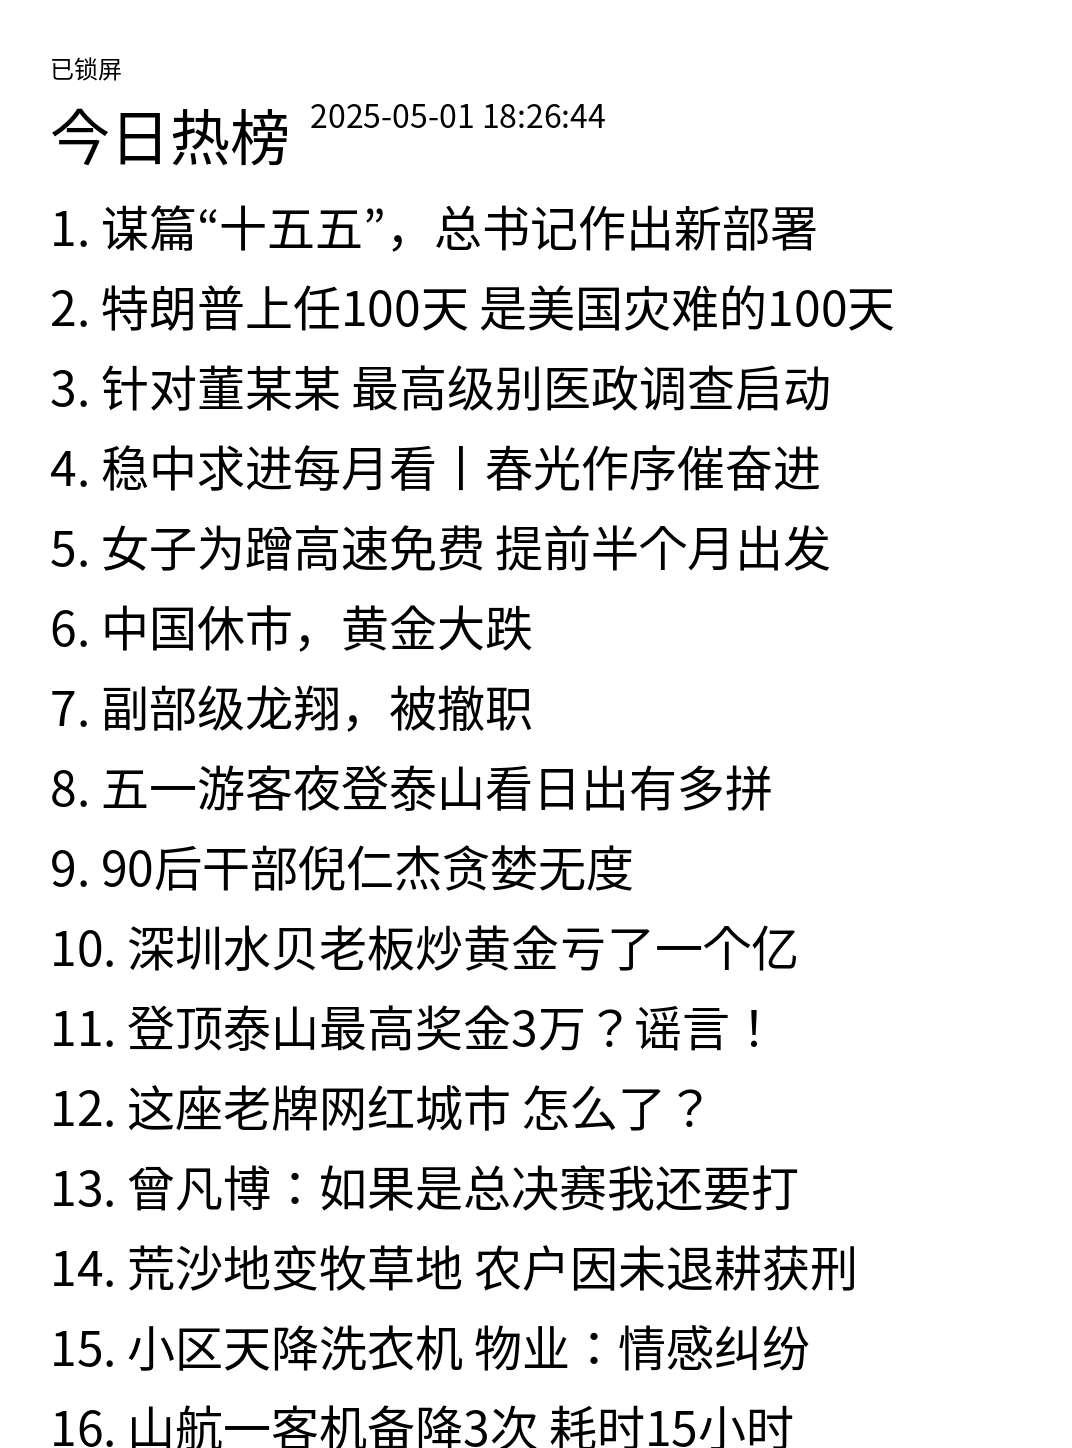 已锁屏
今日热榜 2025-05-01 18:26:44
1. 谋篇“十五五”，总书记作出新部署
2. 特朗普上任100天 是美国灾难的100天
3. 针对董某某 最高级别医政调查启动
4. 稳中求进每月看丨春光作序催奋进
5. 女子为蹭高速免费 提前半个月出发
6. 中国休市，黄金大跌
7. 副部级龙翔，被撤职
8. 五一游客夜登泰山看日出有多拼
9. 90后干部倪仁杰贪婪无度
10. 深圳水贝老板炒黄金亏了一个亿
11. 登顶泰山最高奖金3万？谣言！
12. 这座老牌网红城市 怎么了？
13. 曾凡博：如果是总决赛我还要打
14. 荒沙地变牧草地 农户因未退耕获刑
15. 小区天降洗衣机 物业：情感纠纷
16. 山航一客机备降3次 耗时15小时